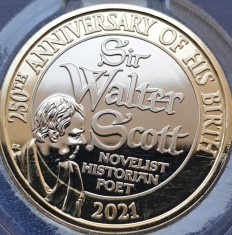 250TH ANNIVERSARY OF HIS BIRTH
Sir
Walter
Scott
NOVELIST
HISTORIAN
POET
2021